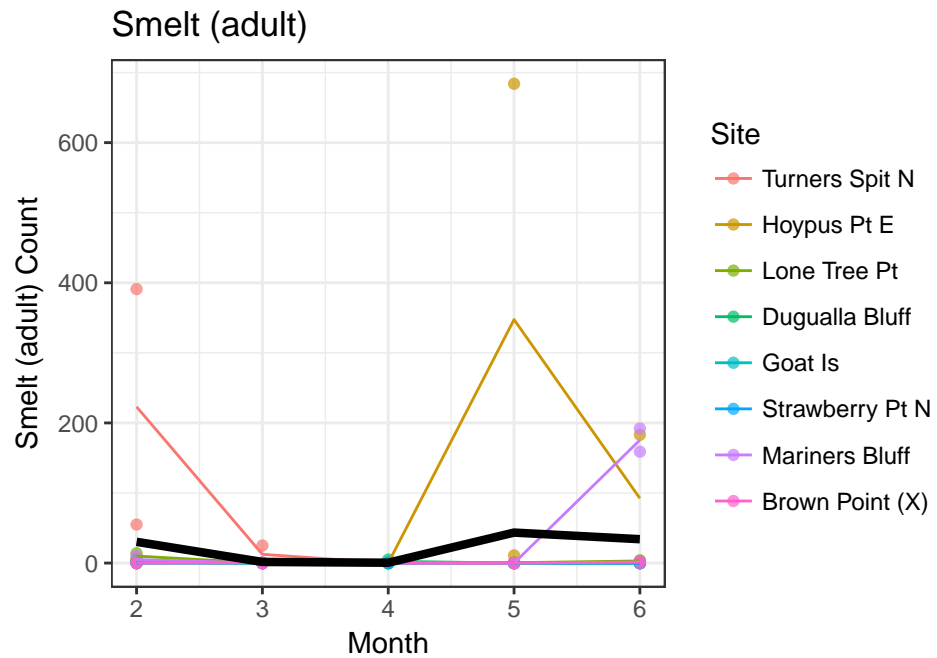 Smelt (adult)
Smelt (adult) Count
600
400
200
0
2 3 4 5 6
Month
Site
Turners Spit N
Hoypus Pt E
Lone Tree Pt
Dugualla Bluff
Goat Is
Strawberry Pt N
Mariners Bluff
Brown Point (X)